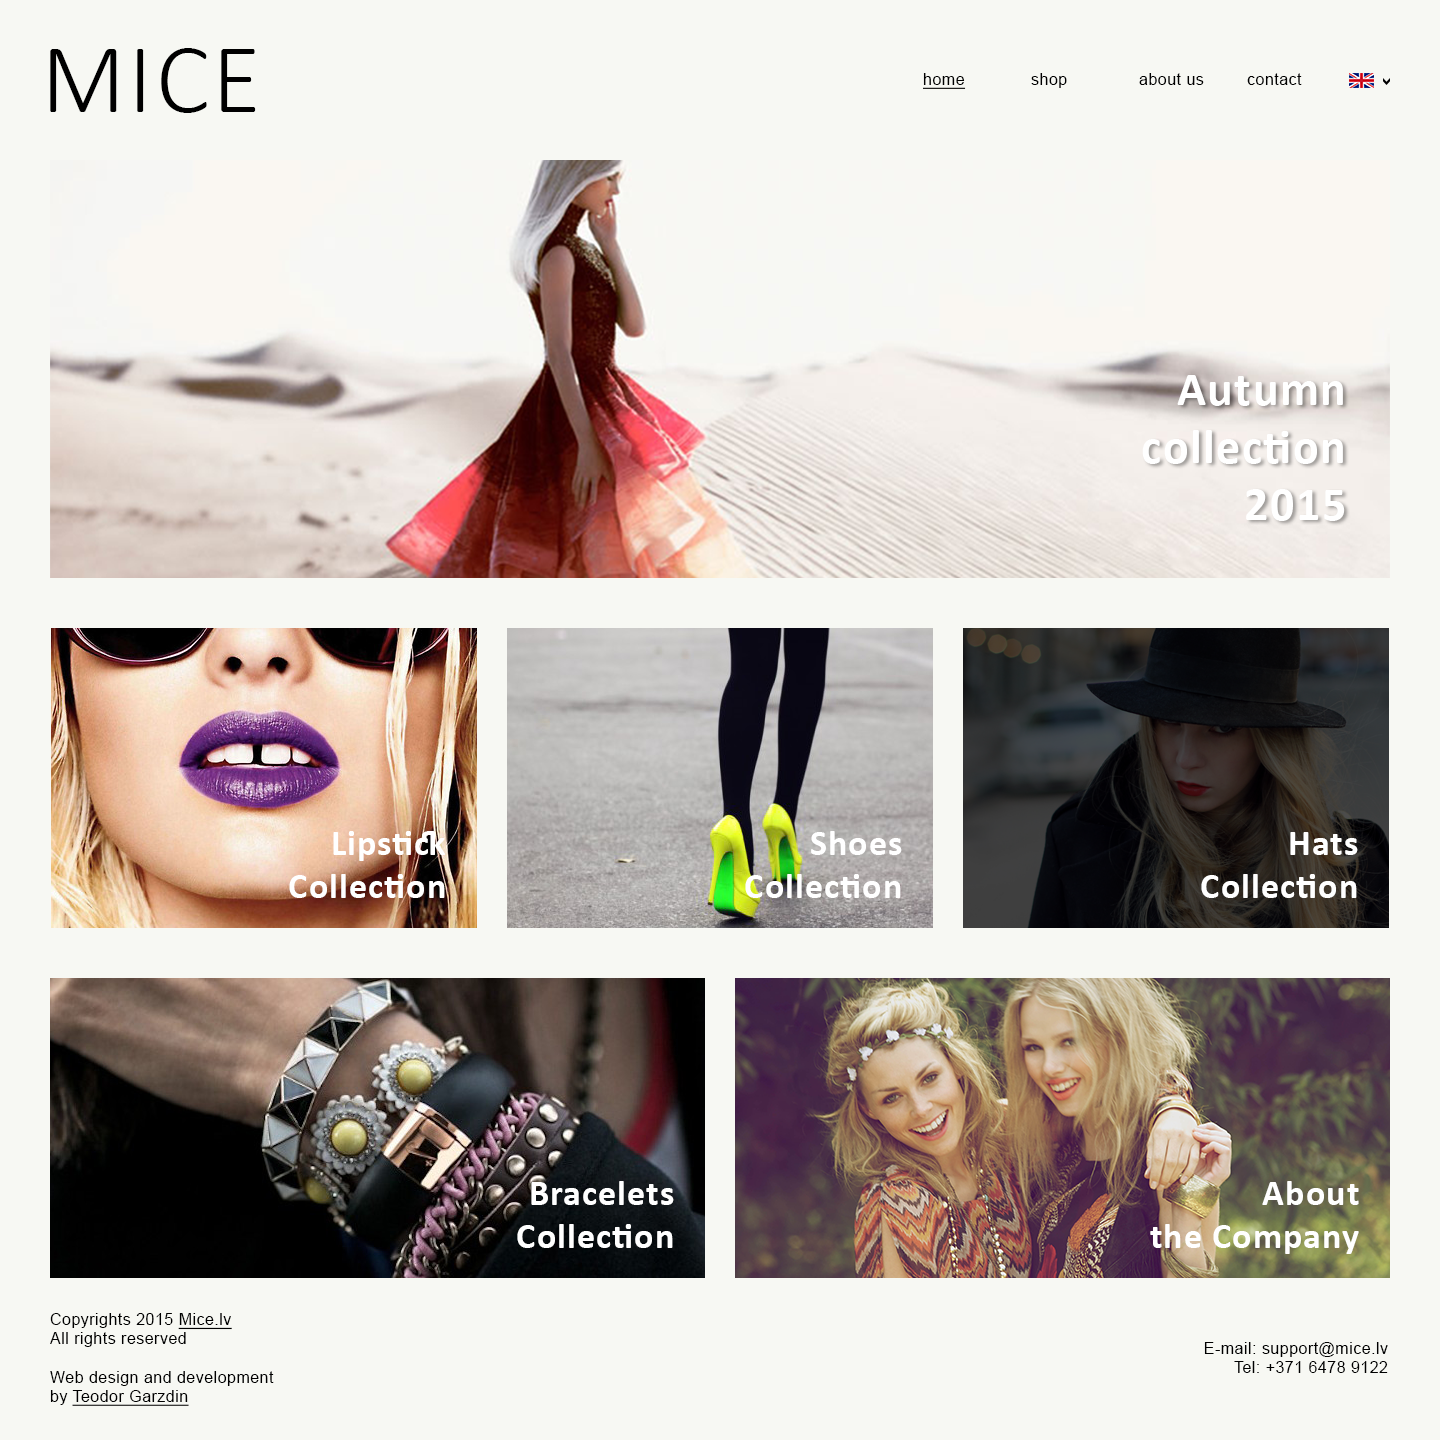 MICE
home shop about us contact
Autumn
collection
2015
Lipstick
Collection
Shoes
Collection
Hats
Collection
Bracelets
Collection
About
the Company
Copyrights 2015 Mice.lv
All rights reserved
Web design and development
by Teodor Garzdin
E-mail: support@mice.lv
Tel: +371 6478 9122